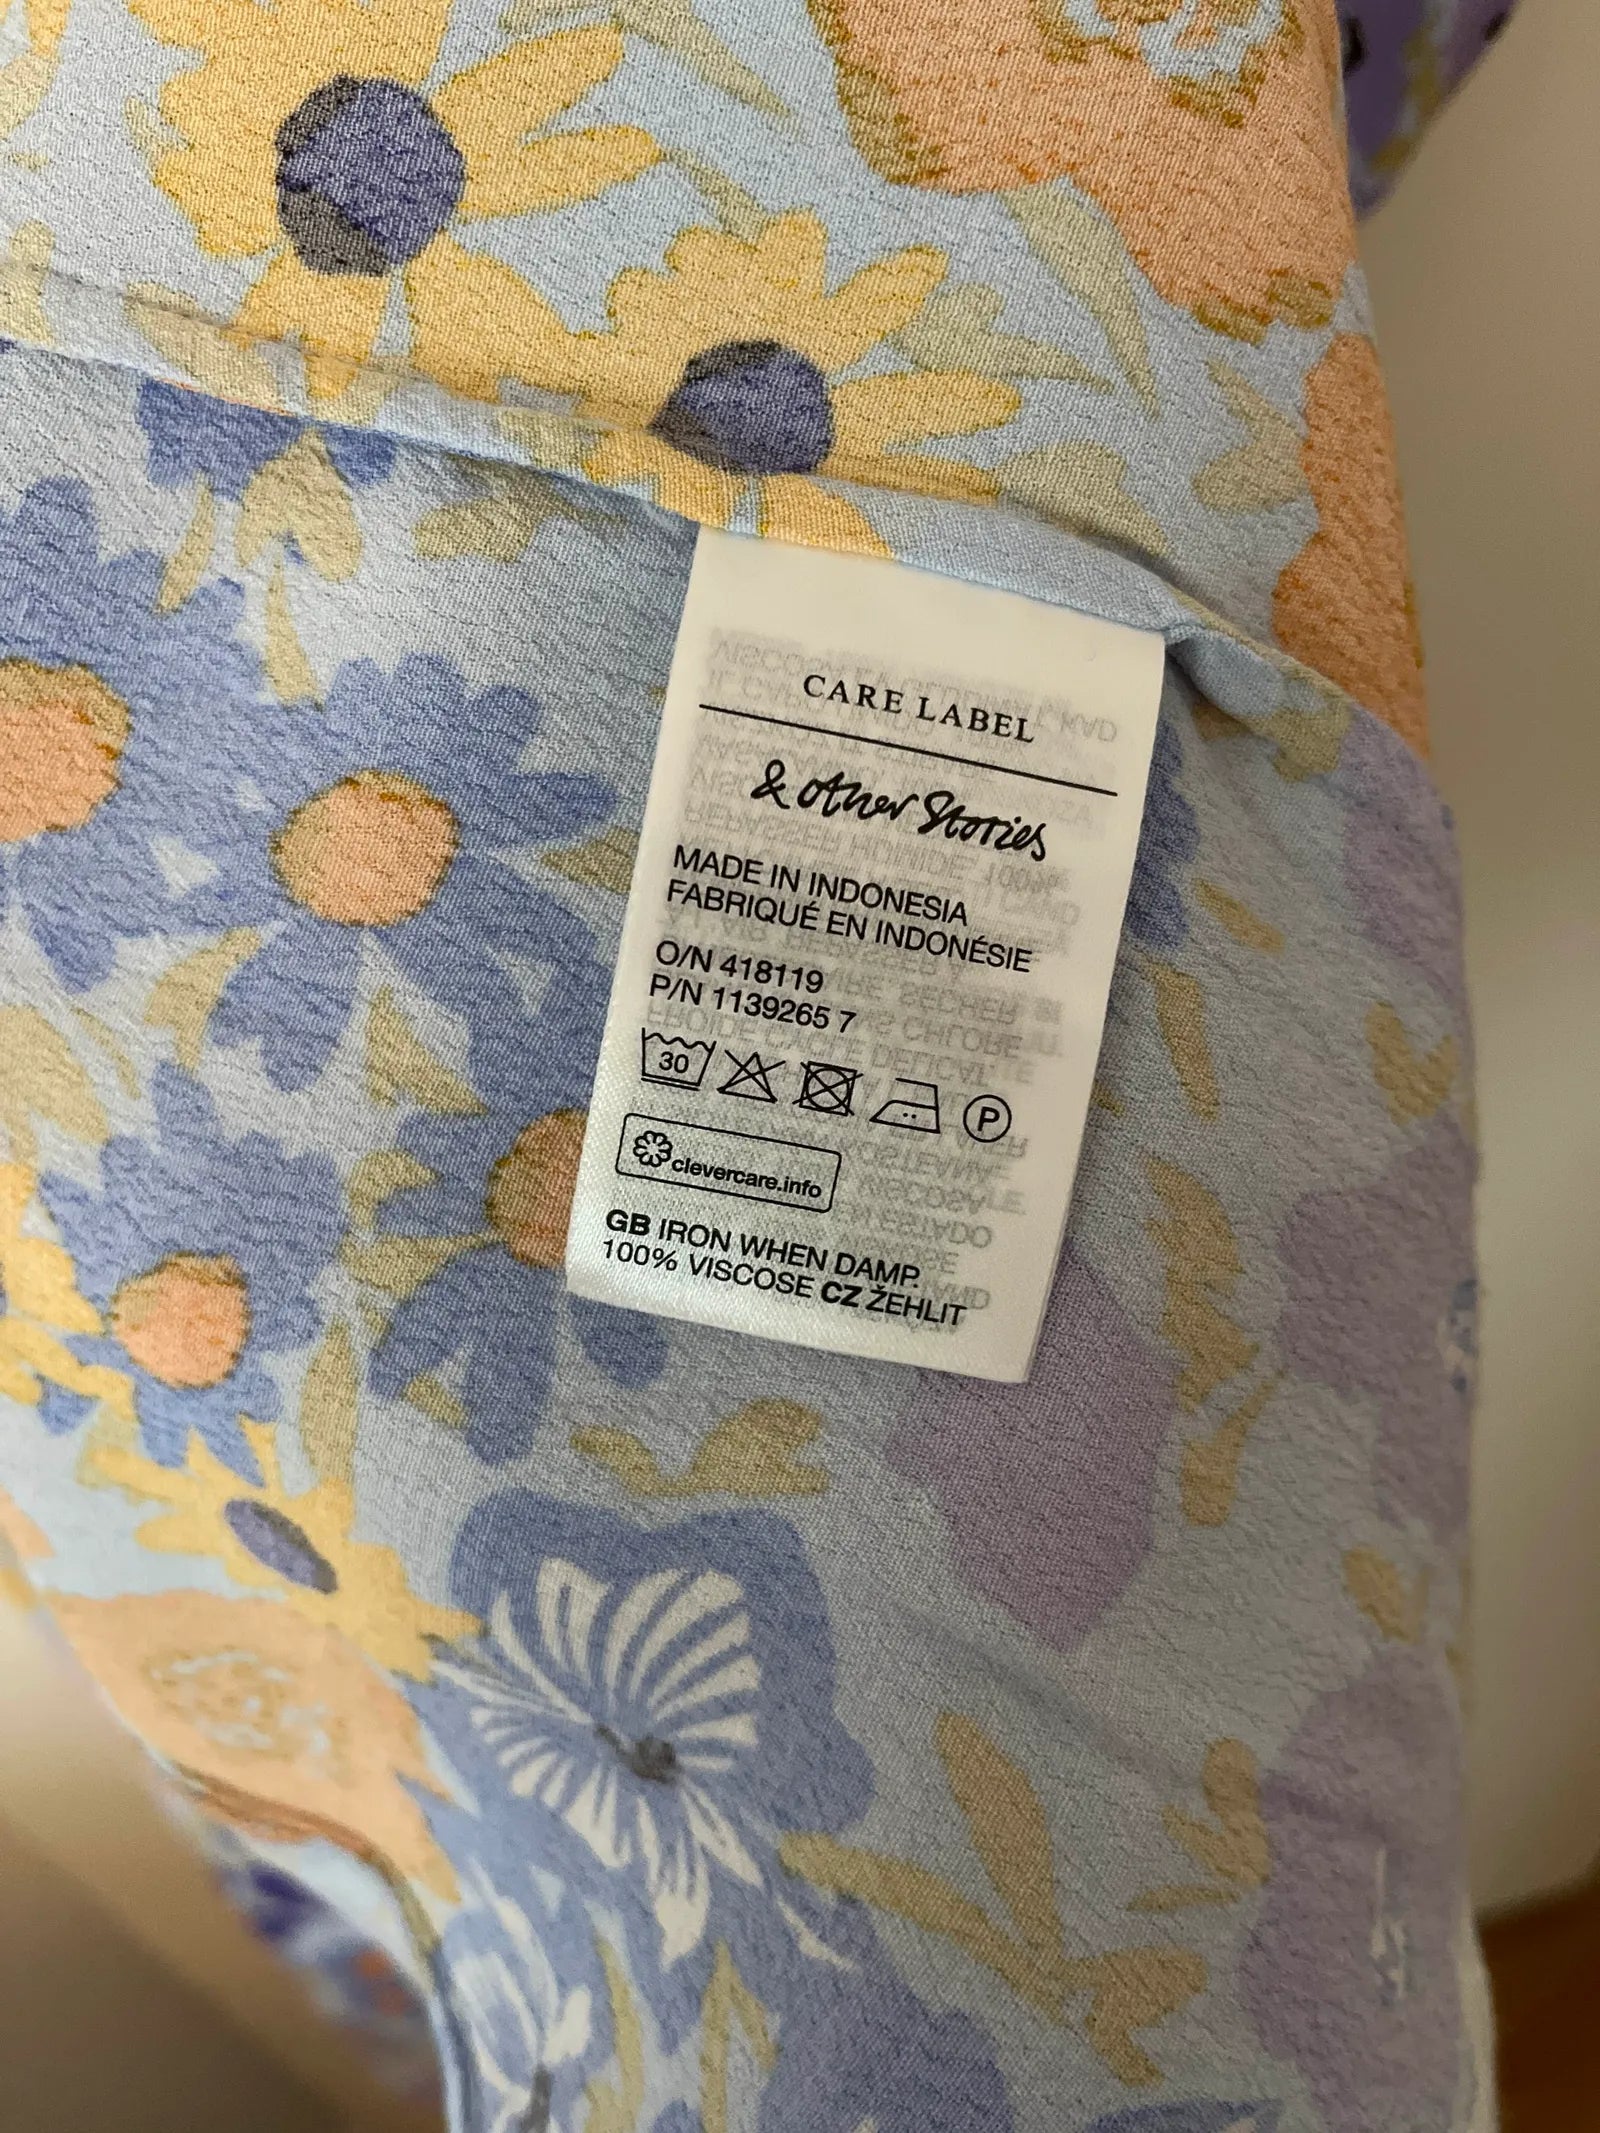 CARE LABEL
& other Stories
MADE IN INDONESIA
FABRIQUÉ EN INDONÉSIE
O/N 418119
P/N 1139265 7
30
P
clevercare.info
GB IRON WHEN DAMP.
100% VISCOSE CZ ŽEHLIT